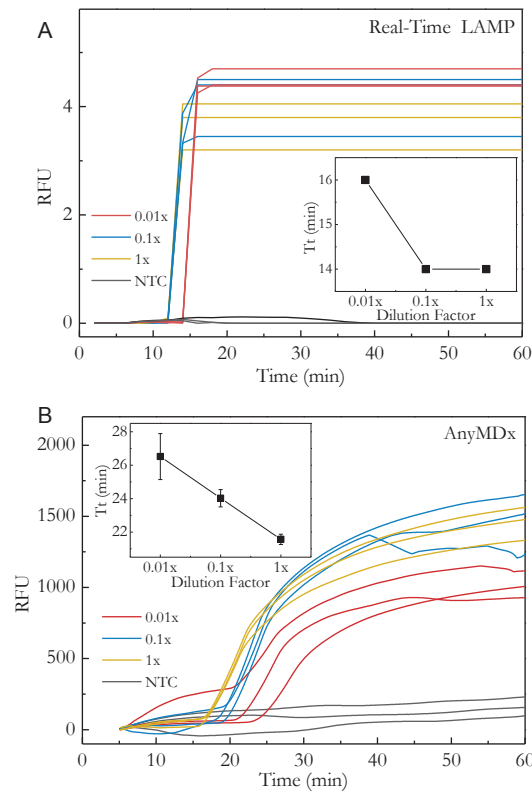 A
Real-Time LAMP
4
2
0
RFU
0.01x
0.1x
1x
NTC
16
15
14
Tt (min)
0.01x 0.1x 1x
Dilution Factor
10 20 30 40 50 60
Time (min)
B
AnyMDx
2000
1500
1000
500
0
RFU
28
26
24
22
Tt (min)
0.01x 0.1x 1x
Dilution Factor
0.01x
0.1x
1x
NTC
0 10 20 30 40 50 60
Time (min)